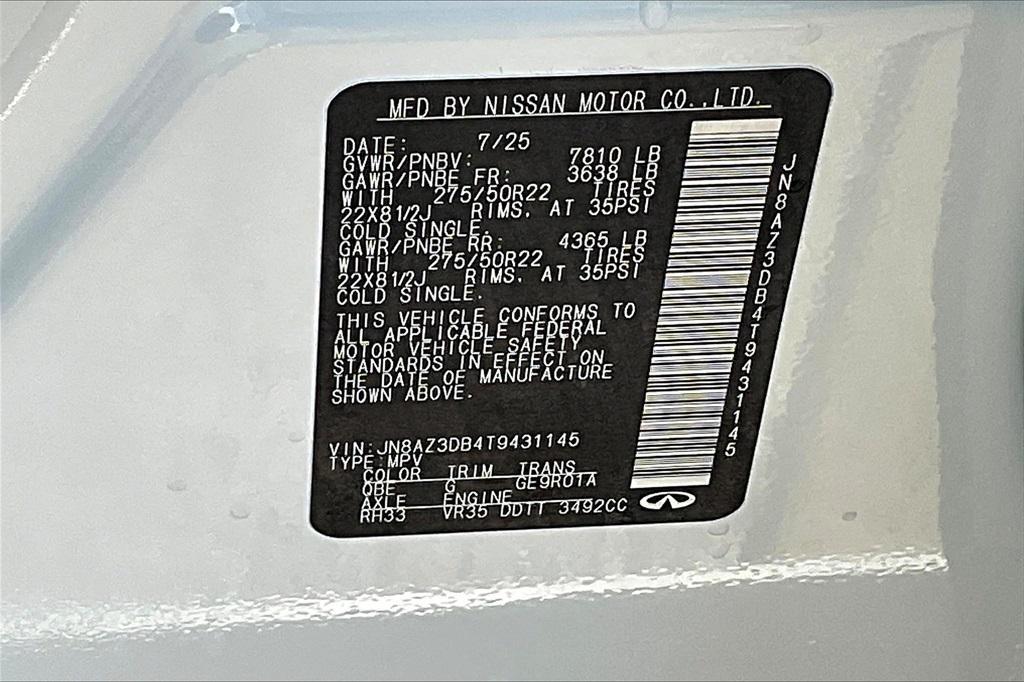 MFD BY NISSAN MOTOR CO.,LTD.
DATE: 7/25
GVWR/PNBV: 7810 LB
GAWR/PNBE FR: 3638 LB
WITH 275/50R22 TIRES
22X81/2J RIMS, AT 35PSI
COLD SINGLE.
GAWR/PNBE RR: 4365 LB
WITH 275/50R22 TIRES
22X81/2J RIMS, AT 35PSI
COLD SINGLE.
THIS VEHICLE CONFORMS TO
ALL APPLICABLE FEDERAL
MOTOR VEHICLE SAFETY
STANDARDS IN EFFECT ON
THE DATE OF MANUFACTURE
SHOWN ABOVE.
VIN:JN8AZ3DB4T9431145
TYPE:MPV
COLOR TRIM TRANS
QBE G GE9R01A
AXLE ENGINE
RH33 VR35 DDTT 3492CC
JN8AZ3DB4T9431145